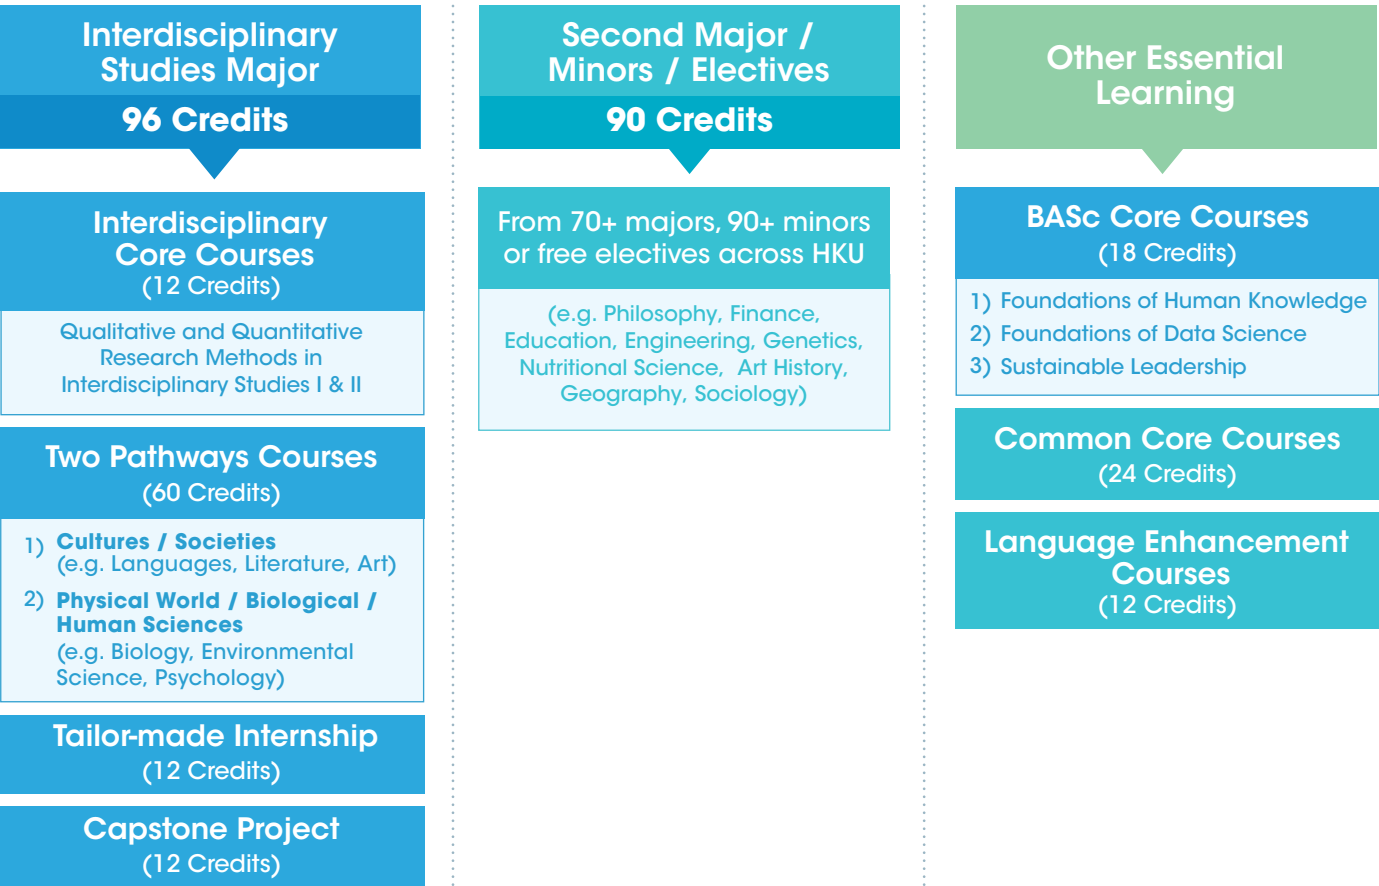 Interdisciplinary
Studies Major
96 Credits
Interdisciplinary
Core Courses
(12 Credits)
Qualitative and Quantitative
Research Methods in
Interdisciplinary Studies I & II
Two Pathways Courses
(60 Credits)
1) Cultures / Societies
(e.g. Languages, Literature, Art)
2) Physical World / Biological /
Human Sciences
(e.g. Biology, Environmental
Science, Psychology)
Tailor-made Internship
(12 Credits)
Capstone Project
(12 Credits)
Second Major /
Minors / Electives
90 Credits
From 70+ majors, 90+ minors
or free electives across HKU
(e.g. Philosophy, Finance,
Education, Engineering, Genetics,
Nutritional Science, Art History,
Geography, Sociology)
Other Essential
Learning
BASc Core Courses
(18 Credits)
1) Foundations of Human Knowledge
2) Foundations of Data Science
3) Sustainable Leadership
Common Core Courses
(24 Credits)
Language Enhancement
Courses
(12 Credits)